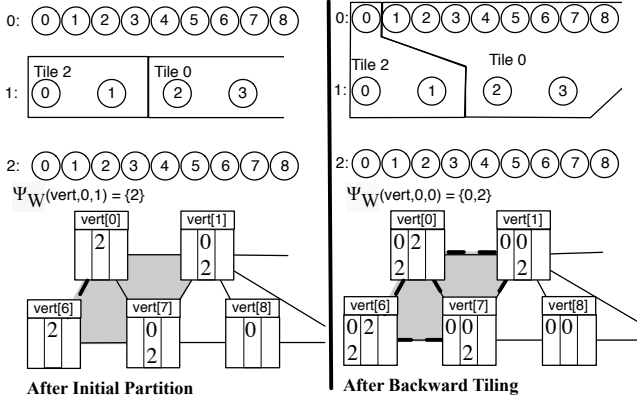 0: 0 1 2 3 4 5 6 7 8
Tile 2 Tile 0
1: 0 1 2 3
2: 0 1 2 3 4 5 6 7 8
Ψ_W(vert,0,1) = {2}
vert[0] vert[1]
2 0
2
vert[6] vert[7] vert[8]
2 0 0
2
After Initial Partition
0: 0 1 2 3 4 5 6 7 8
Tile 2 Tile 0
1: 0 1 2 3
2: 0 1 2 3 4 5 6 7 8
Ψ_W(vert,0,0) = {0,2}
vert[0] vert[1]
0 2 0 0
2 2
vert[6] vert[7] vert[8]
0 2 0 0 0 0
2 2
After Backward Tiling